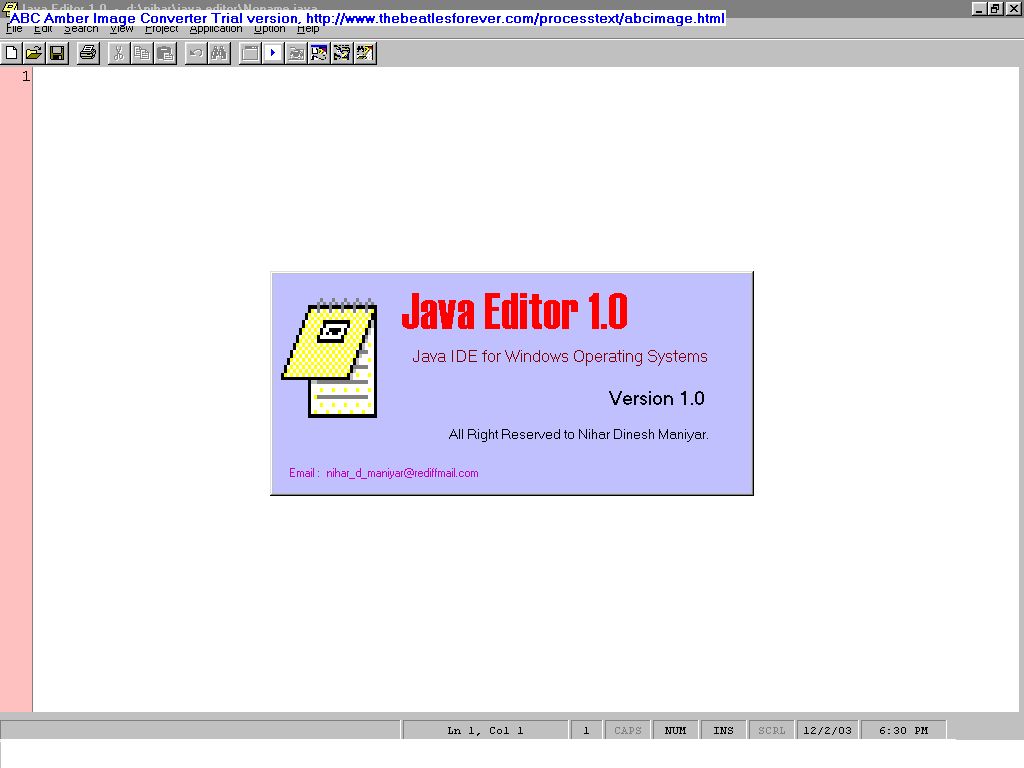 Java Editor 1.0 - d:\nihar\java editor\Noname.java
ABC Amber Image Converter Trial version, http://www.thebeatlesforever.com/processtext/abcimage.html
File Edit Search View Project Application Option Help
1
Java Editor 1.0
Java IDE for Windows Operating Systems
Version 1.0
All Right Reserved to Nihar Dinesh Maniyar.
Email : nihar_d_maniyar@rediffmail.com
Ln 1, Col 1 1 CAPS NUM INS SCRL 12/2/03 6:30 PM